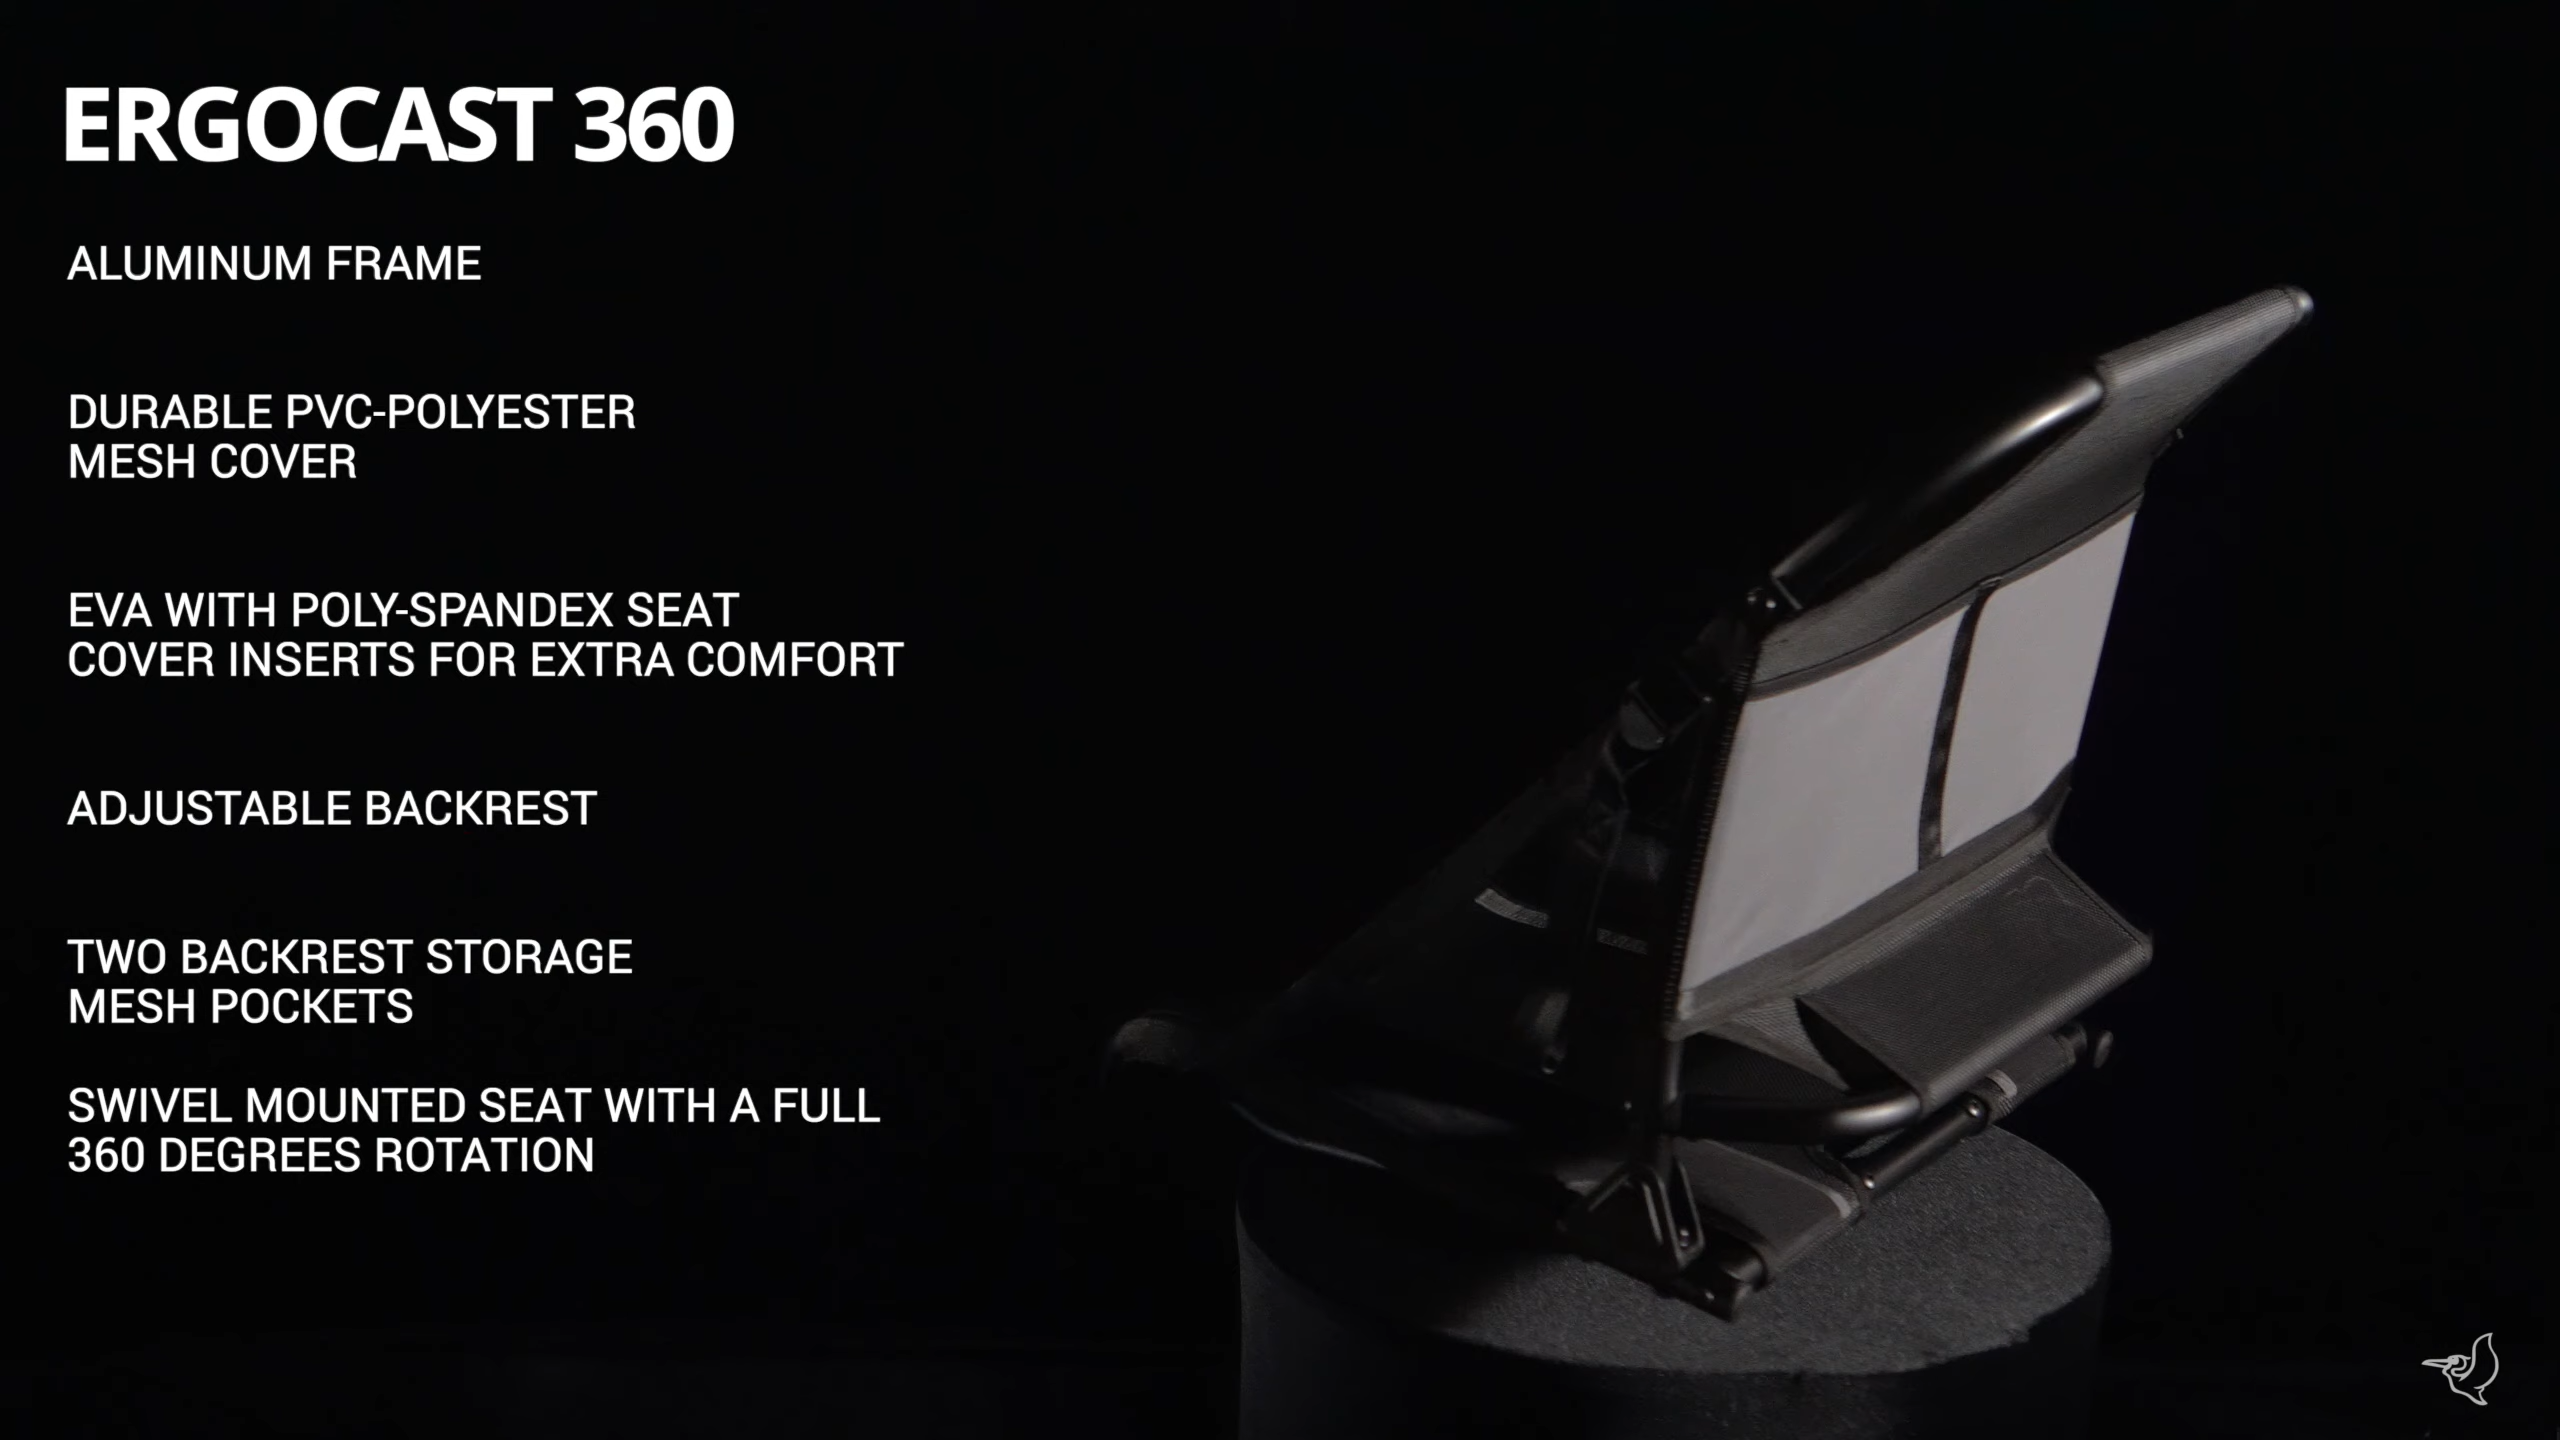 ERGOCAST 360
ALUMINUM FRAME
DURABLE PVC-POLYESTER
MESH COVER
EVA WITH POLY-SPANDEX SEAT
COVER INSERTS FOR EXTRA COMFORT
ADJUSTABLE BACKREST
TWO BACKREST STORAGE
MESH POCKETS
SWIVEL MOUNTED SEAT WITH A FULL
360 DEGREES ROTATION